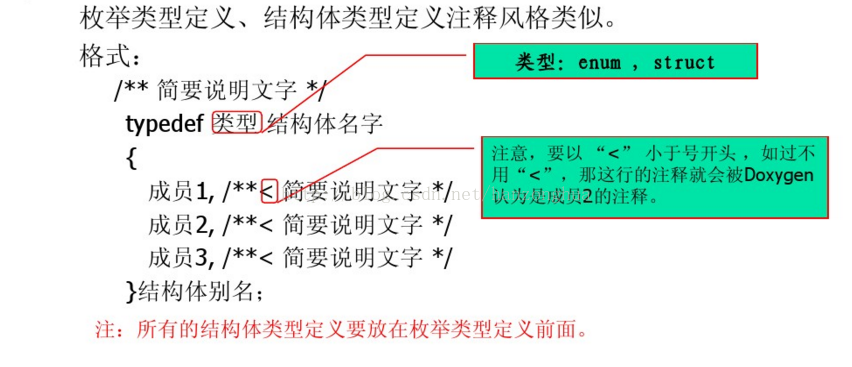 枚举类型定义、结构体类型定义注释风格类似。
格式：
类型：enum , struct
/** 简要说明文字 */
typedef 类型 结构体名字
{
注意，要以 “<” 小于号开头 ，如过不
用“<”，那这行的注释就会被Doxygen
认为是成员2的注释。
成员1, /**< 简要说明文字 */
成员2, /**< 简要说明文字 */
成员3, /**< 简要说明文字 */
}结构体别名；
注：所有的结构体类型定义要放在枚举类型定义前面。